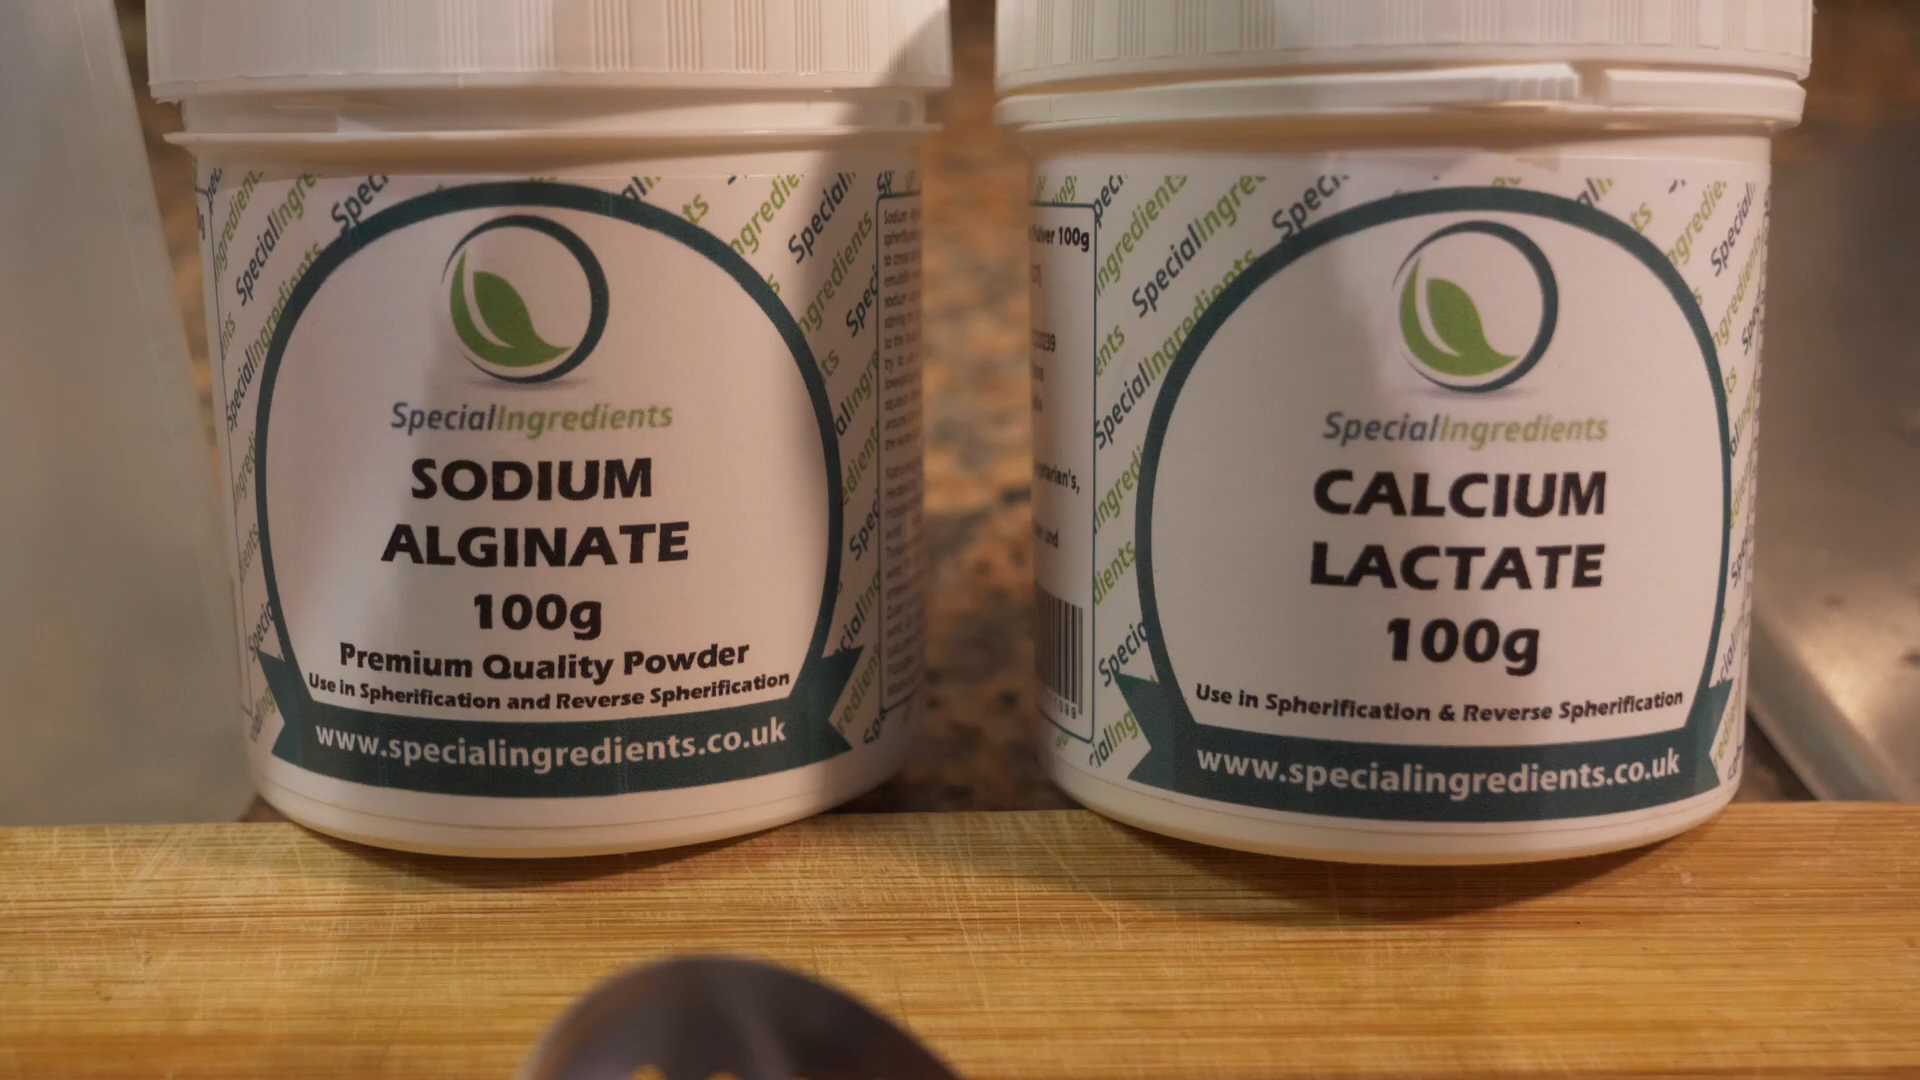 SpecialIngredients
SODIUM
ALGINATE
100g
Premium Quality Powder
Use in Spherification and Reverse Spherification
www.specialingredients.co.uk
100g
SpecialIngredients
CALCIUM
LACTATE
100g
Use in Spherification & Reverse Spherification
www.specialingredients.co.uk